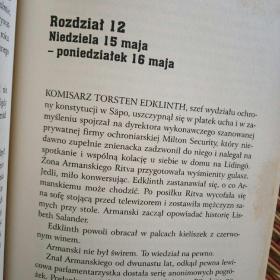 Rozdział 12
Niedziela 15 maja
– poniedziałek 16 maja
KOMISARZ TORSTEN EDKLINTH, szef wydziału ochro-
ny konstytucji w Säpo, uszczypnął się w płatek ucha i w za-
myśleniu spojrzał na dyrektora wykonawczego szanowanej
prywatnej firmy ochroniarskiej Milton Security, który nie-
dawno zupełnie znienacka zadzwonił do niego i nalegał na
spotkanie i wspólną kolację u siebie w domu na Lidingö.
Żona Armanskiego Ritva przygotowała wyśmienity gulasz.
Jedli, miło konwersując. Edklinth zastanawiał się, o co Ar-
manskiemu może chodzić. Po posiłku Ritva wycofała się
na sofę stojącą przed telewizorem i zostawiła mężczyzn sa-
mych przy stole. Armanski zaczął opowiadać historię Lis-
beth Salander.
Edklinth powoli obracał w palcach kieliszek z czerwo-
nym winem.
Armanski nie był świrem. To wiedział na pewno.
Znał Armanskiego od dwunastu lat, odkąd pewna lewi-
cowa parlamentarzystka dostała serię anonimowych pogró-